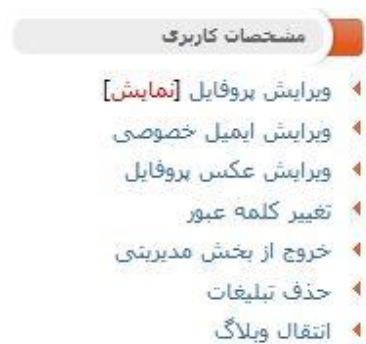 مشخصات کاربری
ویرایش پروفایل [نمایش]
ویرایش ایمیل خصوصی
ویرایش عکس پروفایل
تغییر کلمه عبور
خروج از بخش مدیریتی
حذف تبلیغات
انتقال وبلاگ